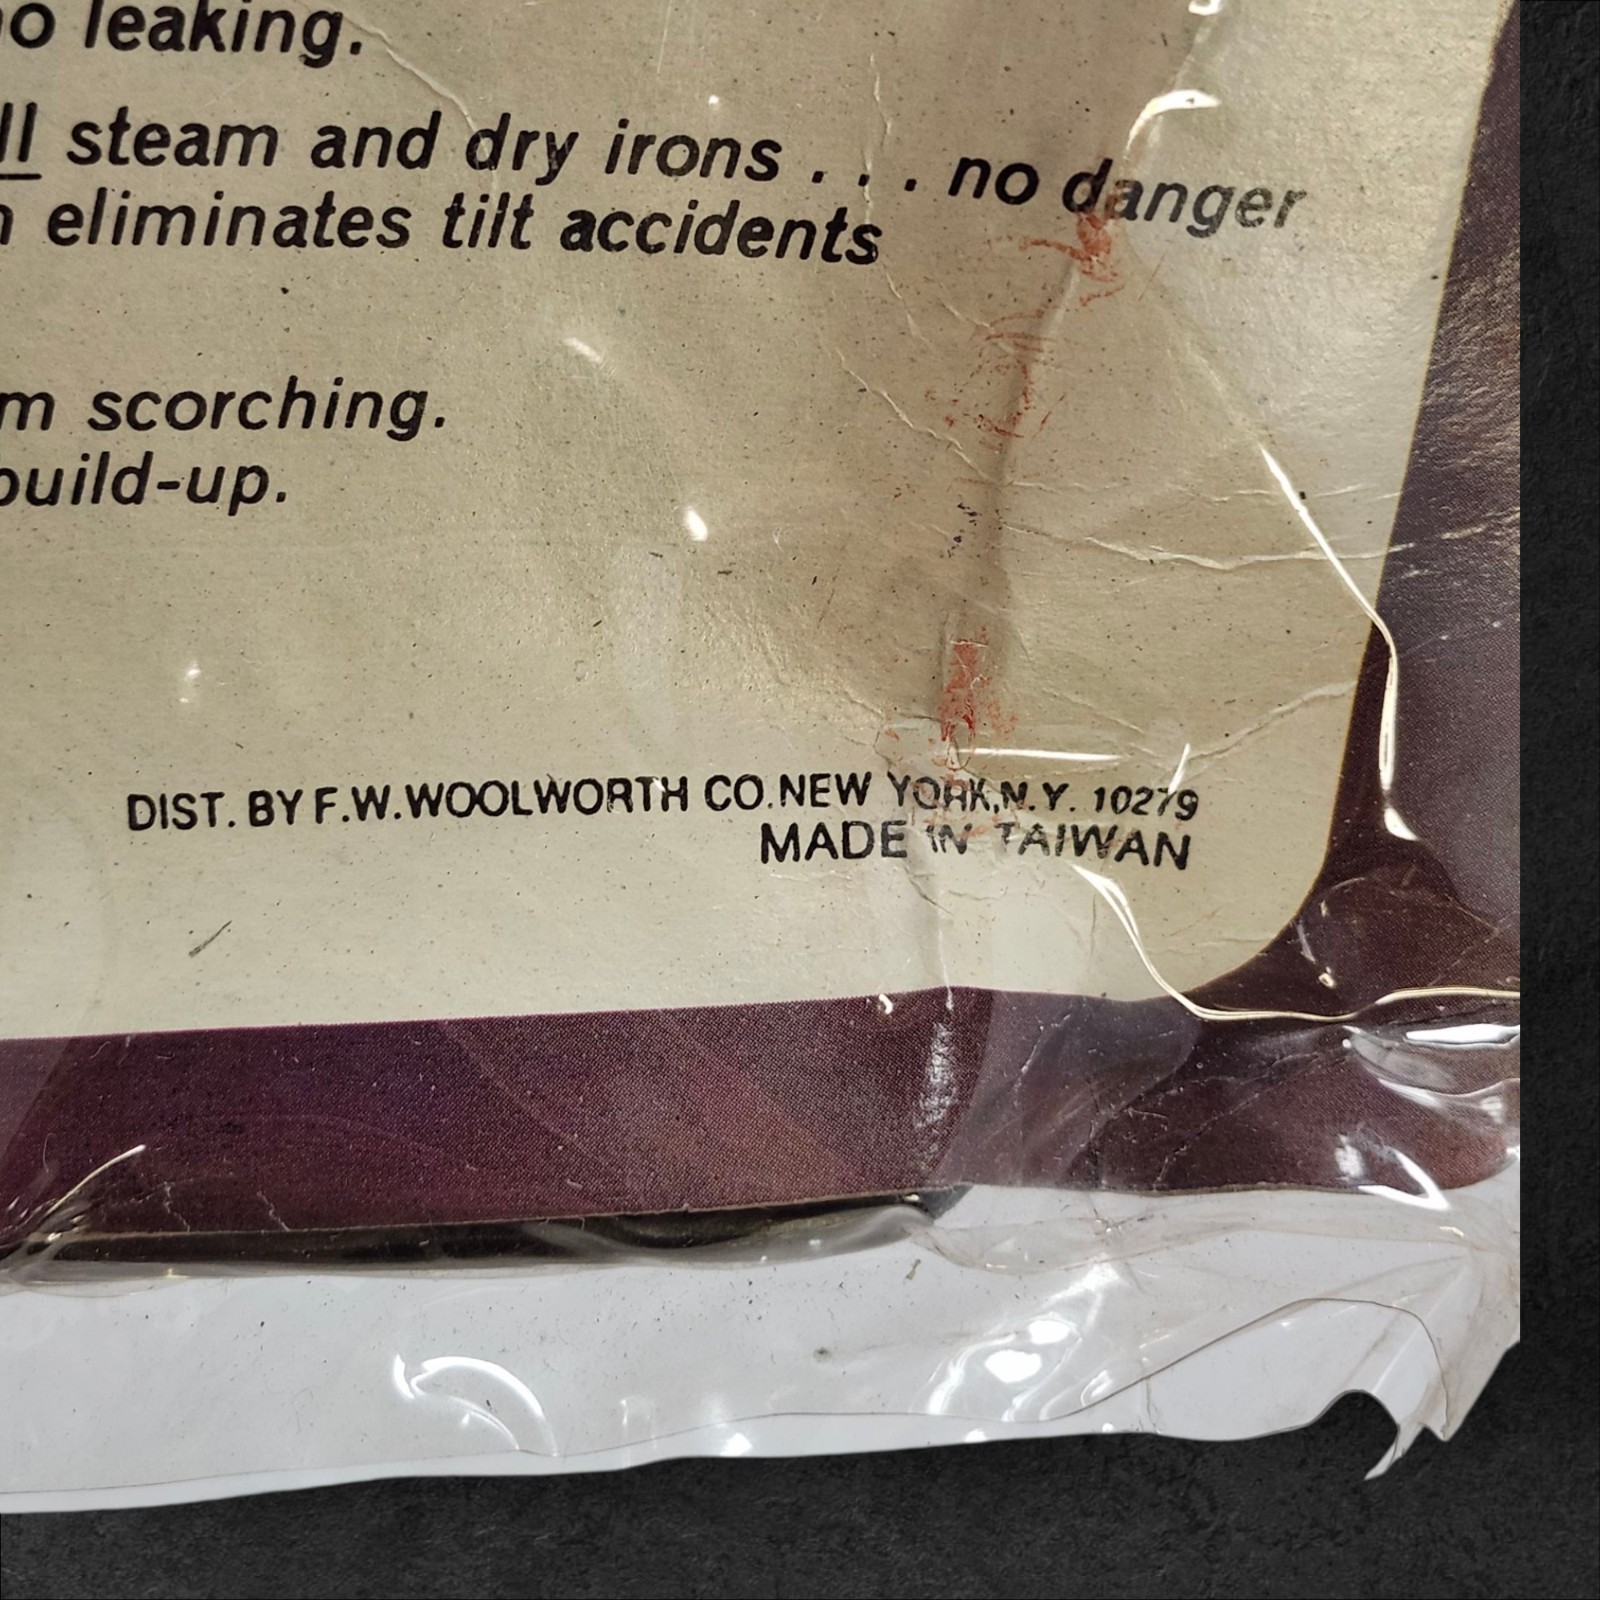 no leaking.
ll steam and dry irons . . . no danger
eliminates tilt accidents
m scorching.
build-up.
DIST. BY F.W.WOOLWORTH CO.NEW YORK,N.Y. 10279
MADE IN TAIWAN